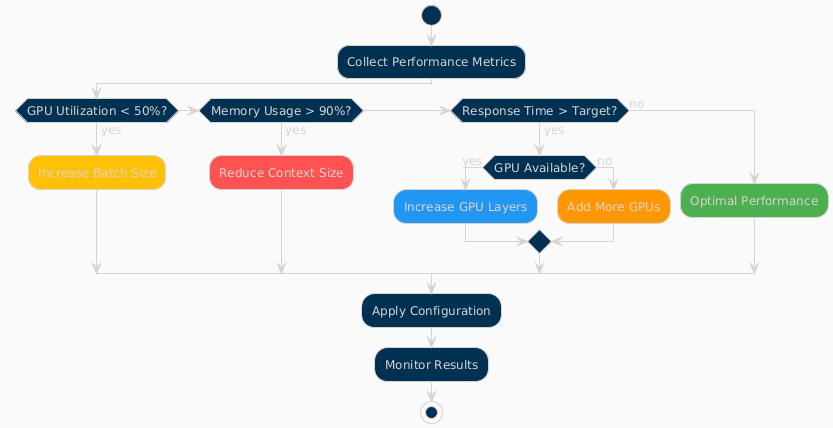 Collect Performance Metrics
GPU Utilization < 50%?
Memory Usage > 90%?
Response Time > Target?
no
yes
yes
yes
Increase Batch Size
Reduce Context Size
yes
GPU Available?
no
Increase GPU Layers
Add More GPUs
Optimal Performance
Apply Configuration
Monitor Results